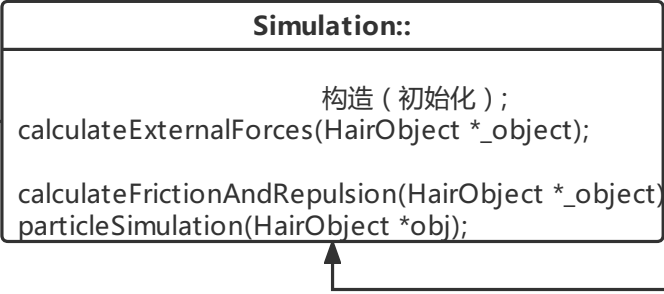 Simulation::
构造（初始化）;
calculateExternalForces(HairObject *_object);
calculateFrictionAndRepulsion(HairObject *_object)
particleSimulation(HairObject *obj);